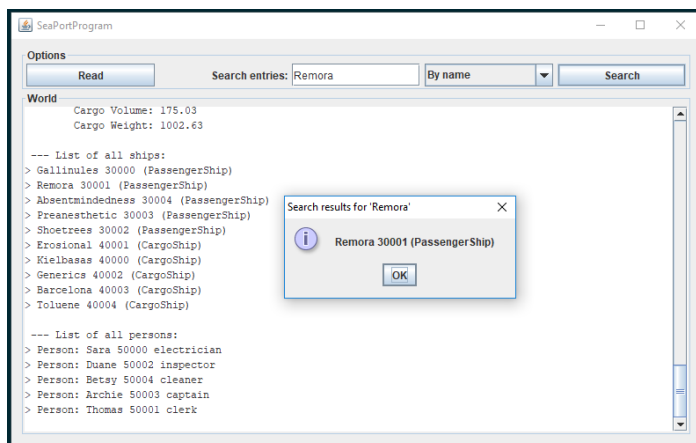 SeaPortProgram
Options
Read Search entries: Remora By name Search
World
Cargo Volume: 175.03
Cargo Weight: 1002.63
--- List of all ships:
> Gallinules 30000 (PassengerShip)
> Remora 30001 (PassengerShip)
> Absentmindedness 30004 (PassengerShip)
> Preanesthetic 30003 (PassengerShip)
> Shoetrees 30002 (PassengerShip)
> Erosional 40001 (CargoShip)
> Kielbasas 40000 (CargoShip)
> Generics 40002 (CargoShip)
> Barcelona 40003 (CargoShip)
> Toluene 40004 (CargoShip)
--- List of all persons:
> Person: Sara 50000 electrician
> Person: Duane 50002 inspector
> Person: Betsy 50004 cleaner
> Person: Archie 50003 captain
> Person: Thomas 50001 clerk
Search results for 'Remora'
Remora 30001 (PassengerShip)
OK